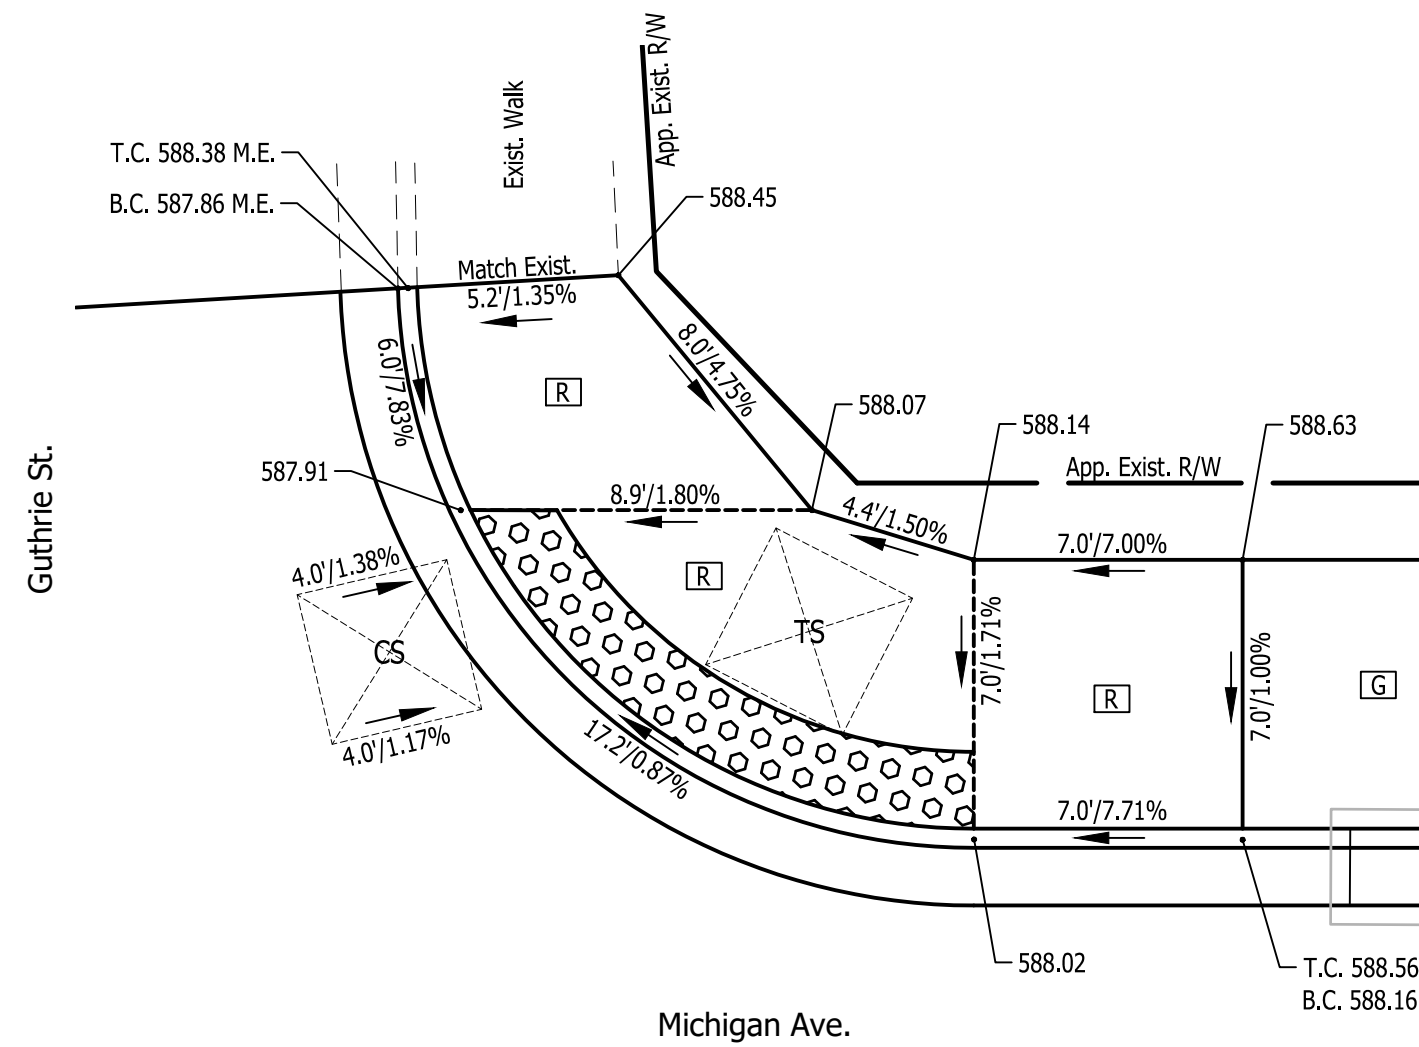 App. Exist. R/W
Exist. Walk
T.C. 588.38 M.E.
B.C. 587.86 M.E.
588.45
Match Exist.
5.2'/1.35%
8.0'/4.75%
6.0'/7.83%
R
588.07
588.14
588.63
App. Exist. R/W
587.91
8.9'/1.80%
4.4'/1.50%
7.0'/7.00%
Guthrie St.
4.0'/1.38%
R
TS
CS
7.0'/1.71%
7.0'/1.00%
R
G
4.0'/1.17%
17.2'/0.87%
7.0'/7.71%
588.02
T.C. 588.56
B.C. 588.16
Michigan Ave.